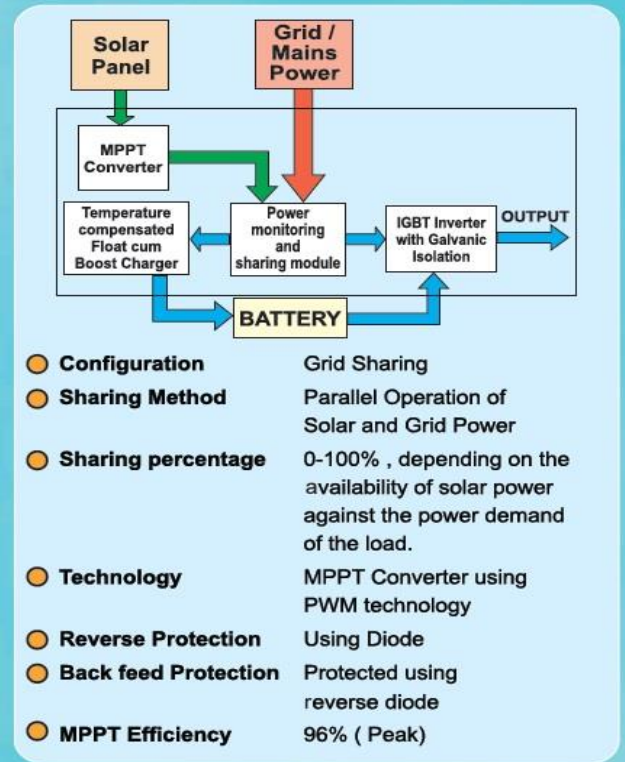 Solar
Panel
Grid /
Mains
Power
MPPT
Converter
Temperature
compensated
Float cum
Boost Charger
Power
monitoring
and
sharing module
IGBT Inverter
with Galvanic
Isolation
OUTPUT
BATTERY
Configuration Grid Sharing
Sharing Method Parallel Operation of
Solar and Grid Power
Sharing percentage 0-100% , depending on the
availability of solar power
against the power demand
of the load.
Technology MPPT Converter using
PWM technology
Reverse Protection Using Diode
Back feed Protection Protected using
reverse diode
MPPT Efficiency 96% ( Peak)